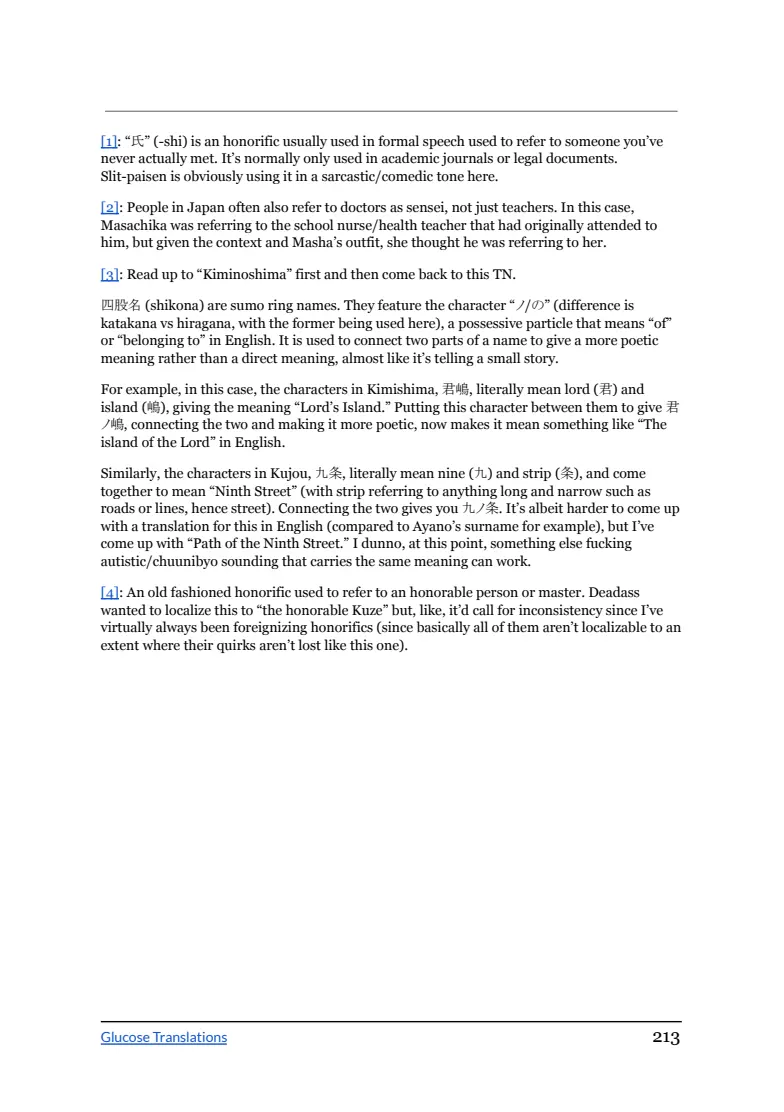 [1]: “氏” (-shi) is an honorific usually used in formal speech used to refer to someone you’ve
never actually met. It’s normally only used in academic journals or legal documents.
Slit-paisen is obviously using it in a sarcastic/comedic tone here.
[2]: People in Japan often also refer to doctors as sensei, not just teachers. In this case,
Masachika was referring to the school nurse/health teacher that had originally attended to
him, but given the context and Masha’s outfit, she thought he was referring to her.
[3]: Read up to “Kiminoshima” first and then come back to this TN.
四股名 (shikona) are sumo ring names. They feature the character “ノ/の” (difference is
katakana vs hiragana, with the former being used here), a possessive particle that means “of”
or “belonging to” in English. It is used to connect two parts of a name to give a more poetic
meaning rather than a direct meaning, almost like it’s telling a small story.
For example, in this case, the characters in Kimishima, 君嶋, literally mean lord (君) and
island (嶋), giving the meaning “Lord’s Island.” Putting this character between them to give 君
ノ嶋, connecting the two and making it more poetic, now makes it mean something like “The
island of the Lord” in English.
Similarly, the characters in Kujou, 九条, literally mean nine (九) and strip (条), and come
together to mean “Ninth Street” (with strip referring to anything long and narrow such as
roads or lines, hence street). Connecting the two gives you 九ノ条. It’s albeit harder to come up
with a translation for this in English (compared to Ayano’s surname for example), but I’ve
come up with “Path of the Ninth Street.” I dunno, at this point, something else fucking
autistic/chuunibyo sounding that carries the same meaning can work.
[4]: An old fashioned honorific used to refer to an honorable person or master. Deadass
wanted to localize this to “the honorable Kuze” but, like, it’d call for inconsistency since I’ve
virtually always been foreignizing honorifics (since basically all of them aren’t localizable to an
extent where their quirks aren’t lost like this one).
Glucose Translations
213